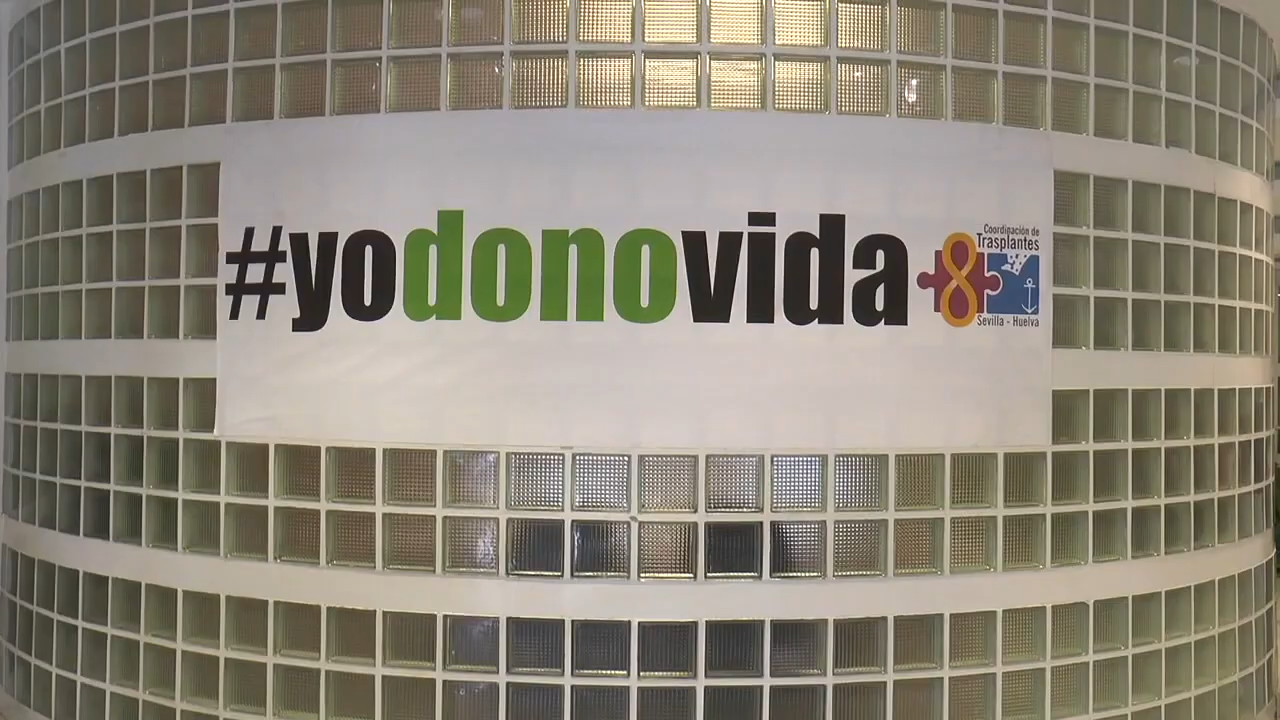 #yodonovida
Coordinación de
Trasplantes
Sevilla - Huelva